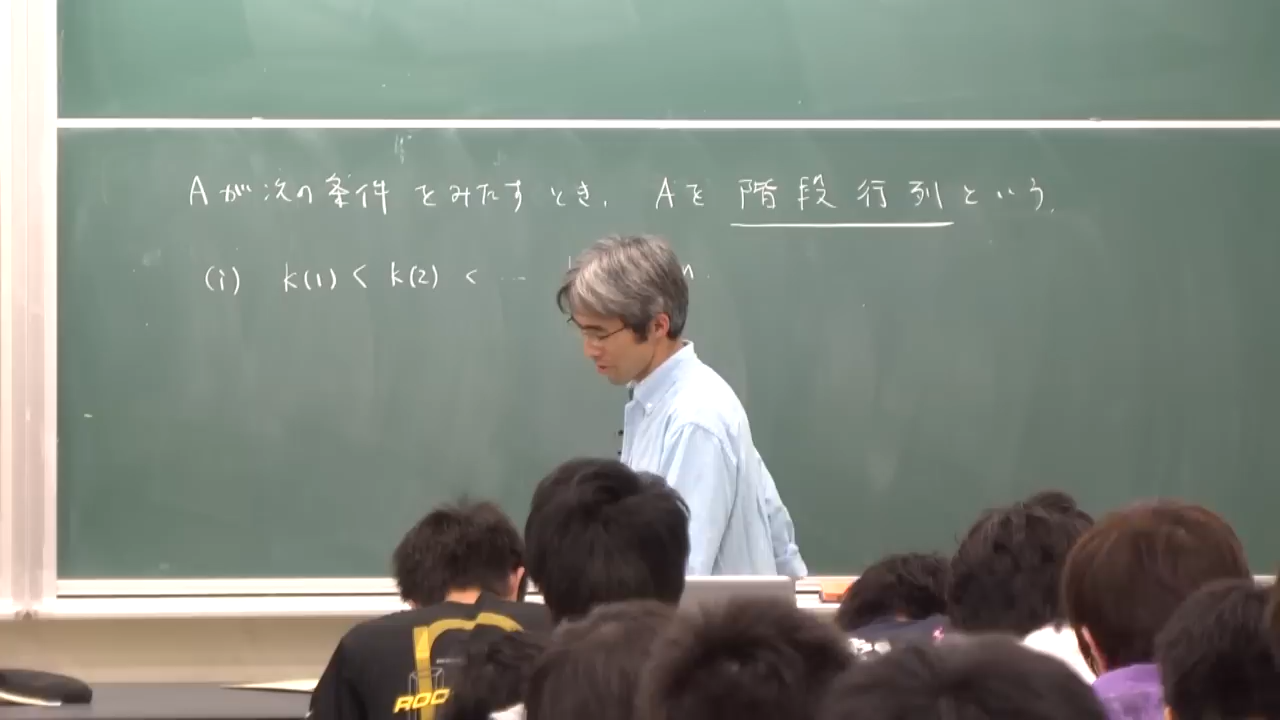 Aが次の条件をみたすとき、Aを階段行列という。
(i) k(1) < k(2) < … n.
ROC